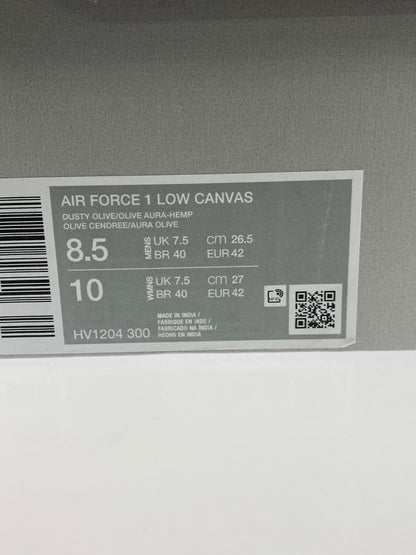 AIR FORCE 1 LOW CANVAS
DUSTY OLIVE/OLIVE AURA-HEMP
OLIVE CENDREE/AURA OLIVE
8.5 MENS UK 7.5 cm 26.5
BR 40 EUR 42
10 WMNS UK 7.5 cm 27
BR 40 EUR 42
HV1204 300
MADE IN INDIA /
FABRIQUE EN INDE /
FABRICADO NA ÍNDIA /
HECHO EN INDIA